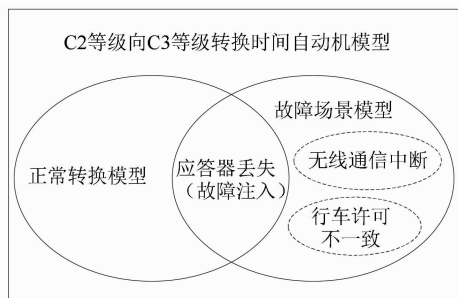 C2等级向C3等级转换时间自动机模型
故障场景模型
正常转换模型
应答器丢失
（故障注入）
无线通信中断
行车许可
不一致